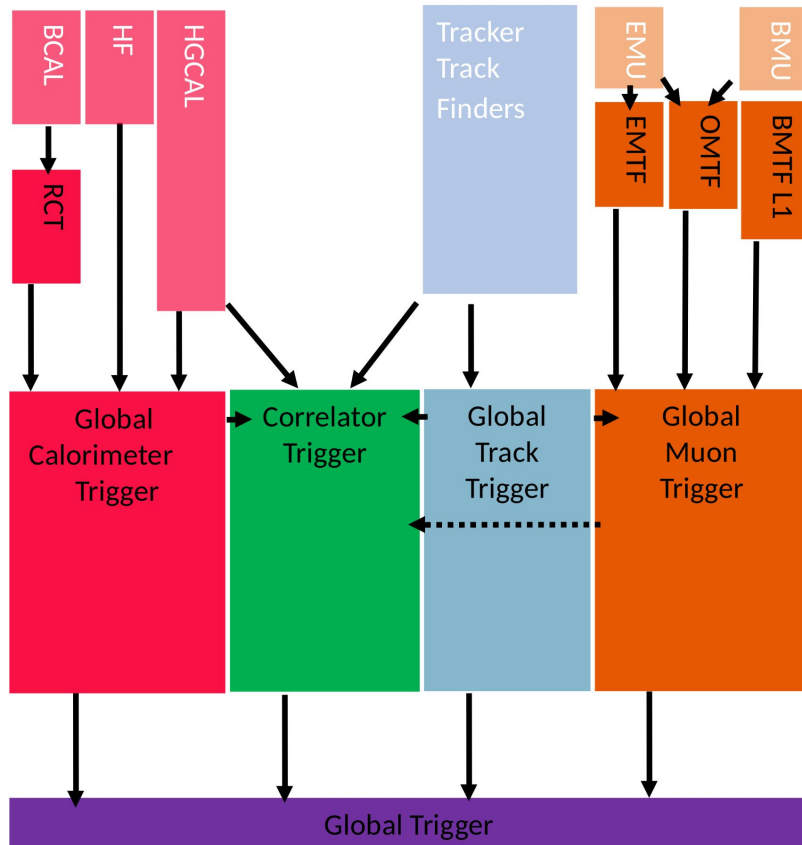 BCAL
HF
HGCAL
Tracker
Track
Finders
EMU
BMU
RCT
EMTF
OMTF
BMTF L1
Global
Calorimeter
Trigger
Correlator
Trigger
Global
Track
Trigger
Global
Muon
Trigger
Global Trigger